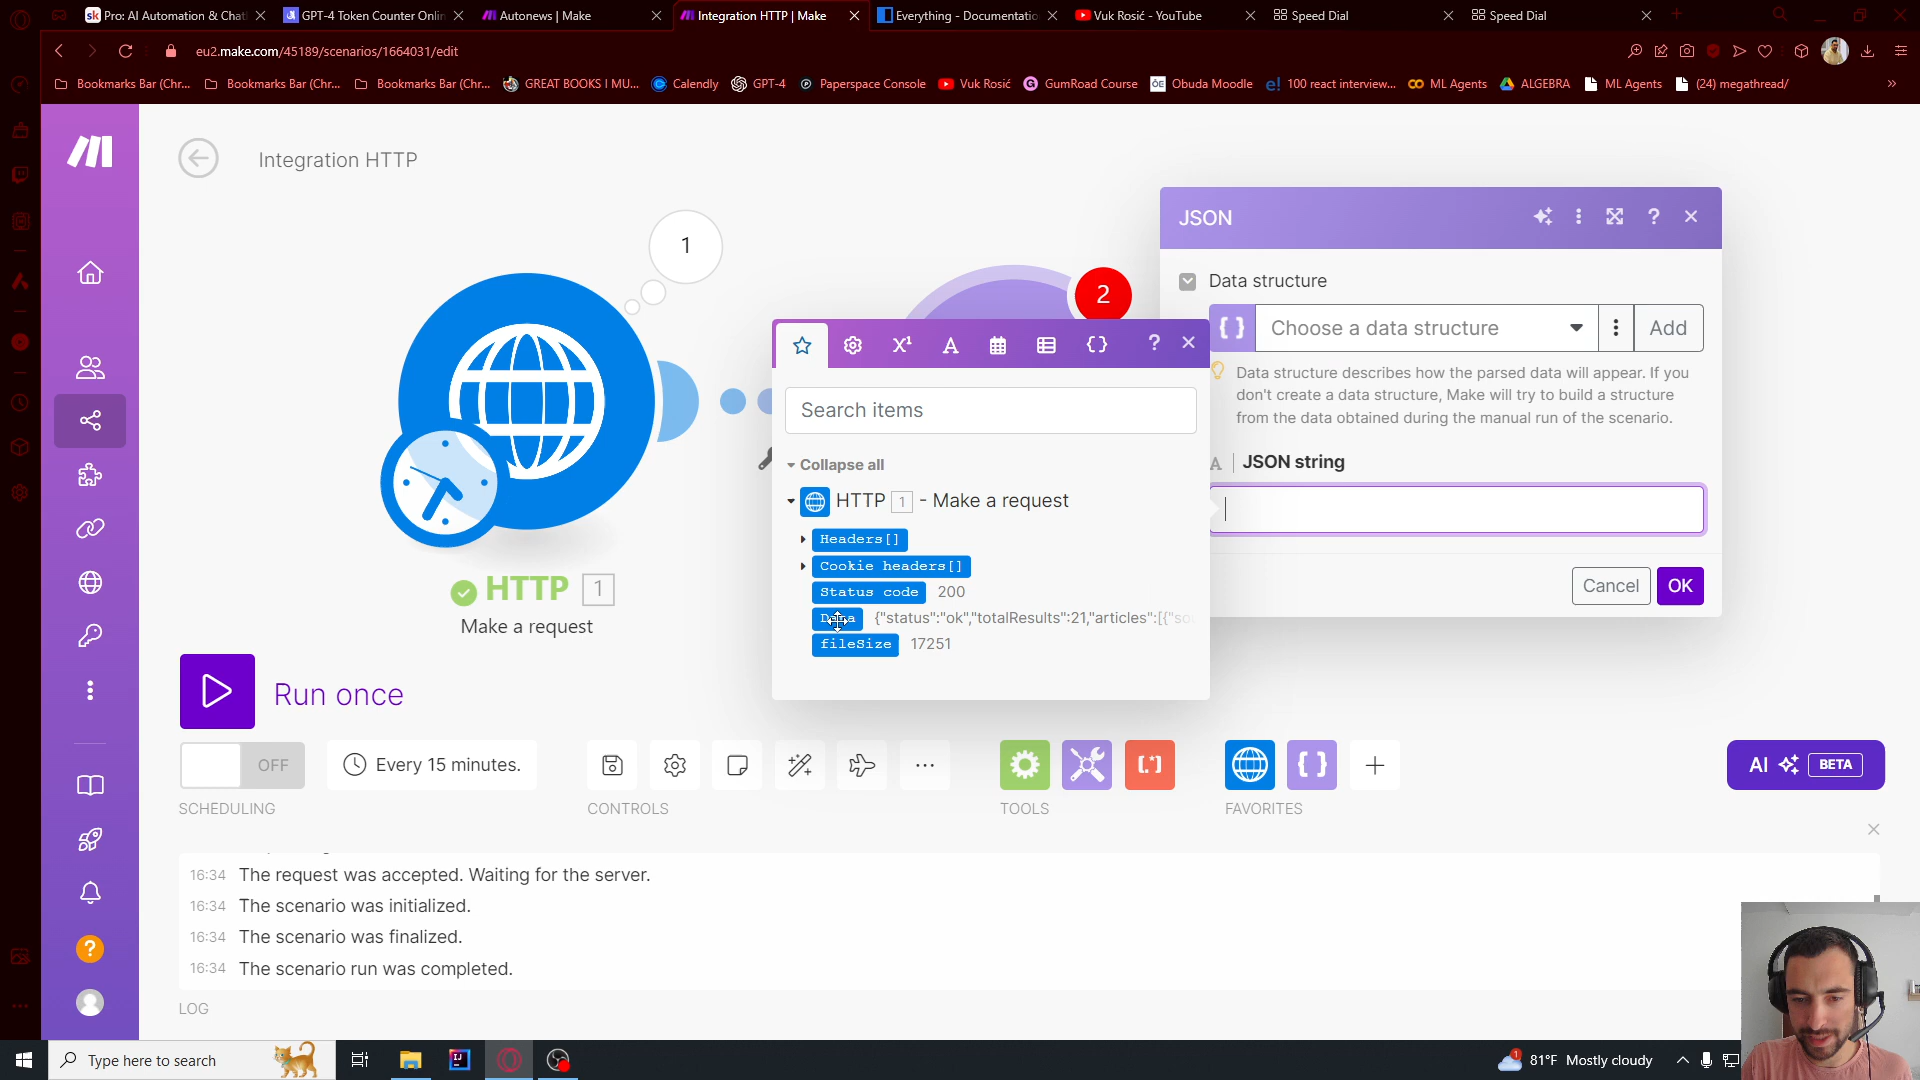 Pro: AI Automation & Chat
GPT-4 Token Counter Onlin
Autonews | Make
Integration HTTP | Make
Everything - Documentatio
Vuk Rosić - YouTube
Speed Dial
Speed Dial
eu2.make.com/45189/scenarios/1664031/edit
Bookmarks Bar (Chr...
Bookmarks Bar (Chr...
Bookmarks Bar (Chr...
GREAT BOOKS I MU...
Calendly
GPT-4
Paperspace Console
Vuk Rosić
GumRoad Course
Obuda Moodle
100 react interview...
ML Agents
ALGEBRA
ML Agents
(24) megathread/
Integration HTTP
1
HTTP 1
Make a request
2
JSON
Data structure
Choose a data structure
Add
Data structure describes how the parsed data will appear. If you
don't create a data structure, Make will try to build a structure
from the data obtained during the manual run of the scenario.
A JSON string
Cancel
OK
Search items
Collapse all
HTTP 1 - Make a request
Headers[]
Cookie headers[]
Status code 200
Data {"status":"ok","totalResults":21,"articles":[{"so
fileSize 17251
Run once
OFF
Every 15 minutes.
SCHEDULING
CONTROLS
TOOLS
FAVORITES
AI BETA
16:34 The request was accepted. Waiting for the server.
16:34 The scenario was initialized.
16:34 The scenario was finalized.
16:34 The scenario run was completed.
LOG
Type here to search
1
81°F Mostly cloudy